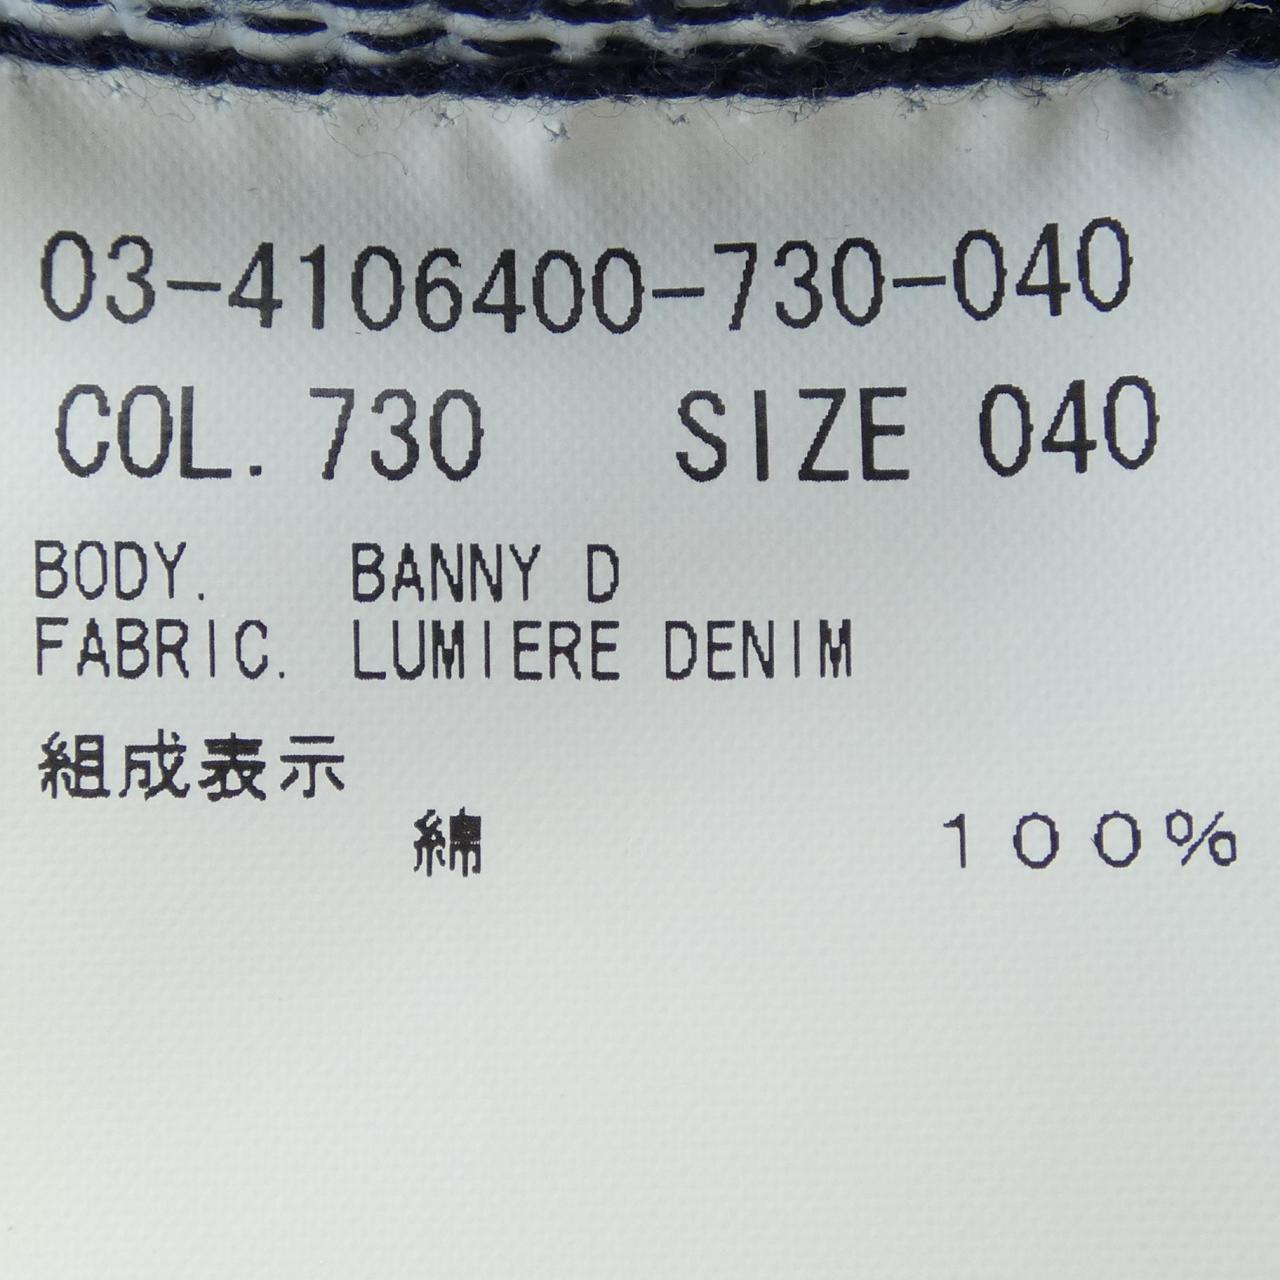 03-4106400-730-040
COL. 730 SIZE 040
BODY. BANNY D
FABRIC. LUMIERE DENIM
組成表示
綿 100%